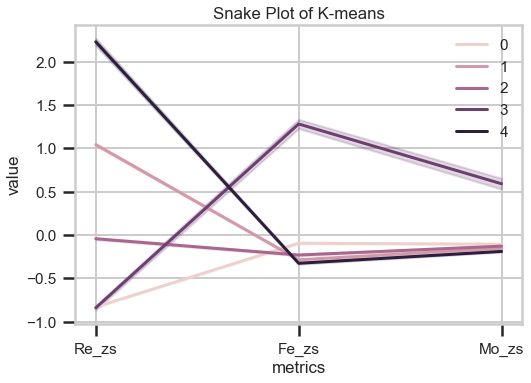 Snake Plot of K-means
0
1
2
3
4
2.0
1.5
1.0
0.5
0.0
−0.5
−1.0
value
Re_zs
Fe_zs
Mo_zs
metrics